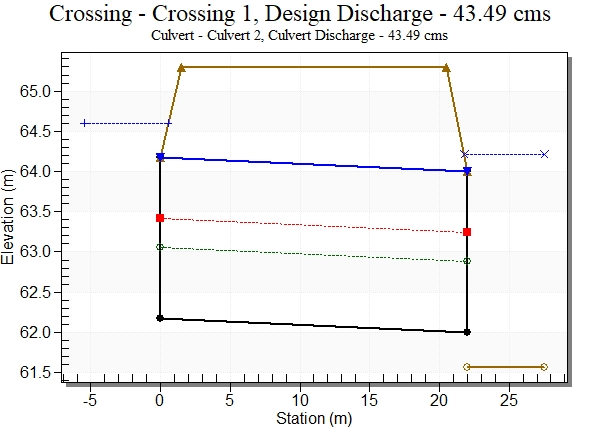 Crossing - Crossing 1, Design Discharge - 43.49 cms
Culvert - Culvert 2, Culvert Discharge - 43.49 cms
65.0
64.5
64.0
63.5
63.0
62.5
62.0
61.5
Elevation (m)
-5 0 5 10 15 20 25
Station (m)